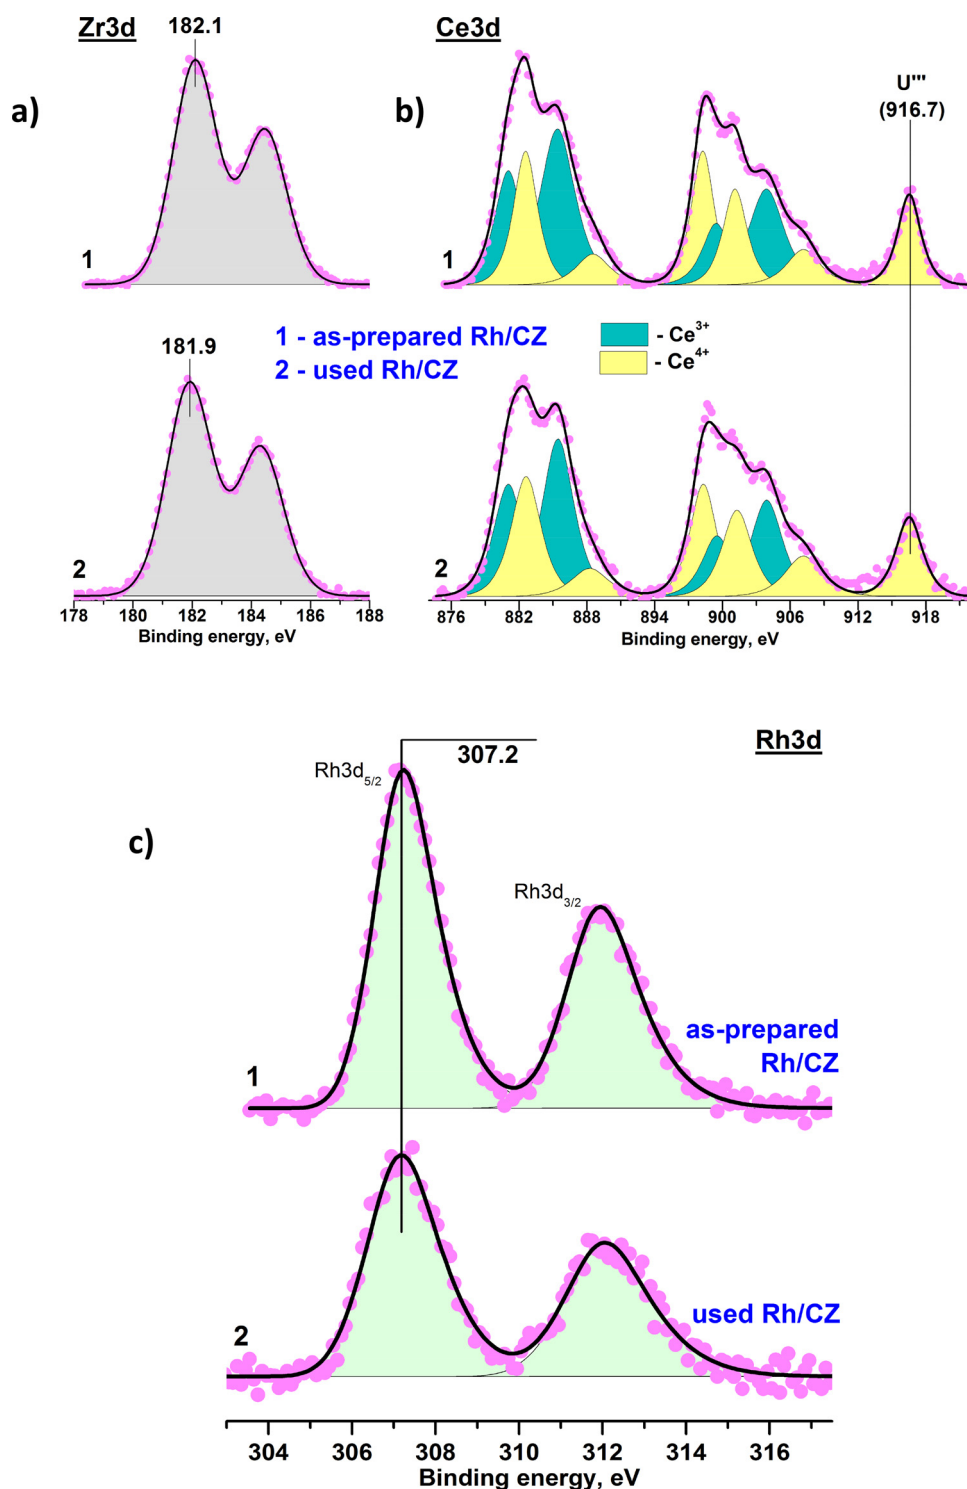 a)
Zr3d
182.1
1
181.9
2
178 180 182 184 186 188
Binding energy, eV
b)
Ce3d
U'''
(916.7)
1
1 - as-prepared Rh/CZ
2 - used Rh/CZ
- Ce³⁺
- Ce⁴⁺
2
876 882 888 894 900 906 912 918
Binding energy, eV
c)
Rh3d
307.2
Rh3d₅/₂
Rh3d₃/₂
as-prepared
Rh/CZ
1
used Rh/CZ
2
304 306 308 310 312 314 316
Binding energy, eV